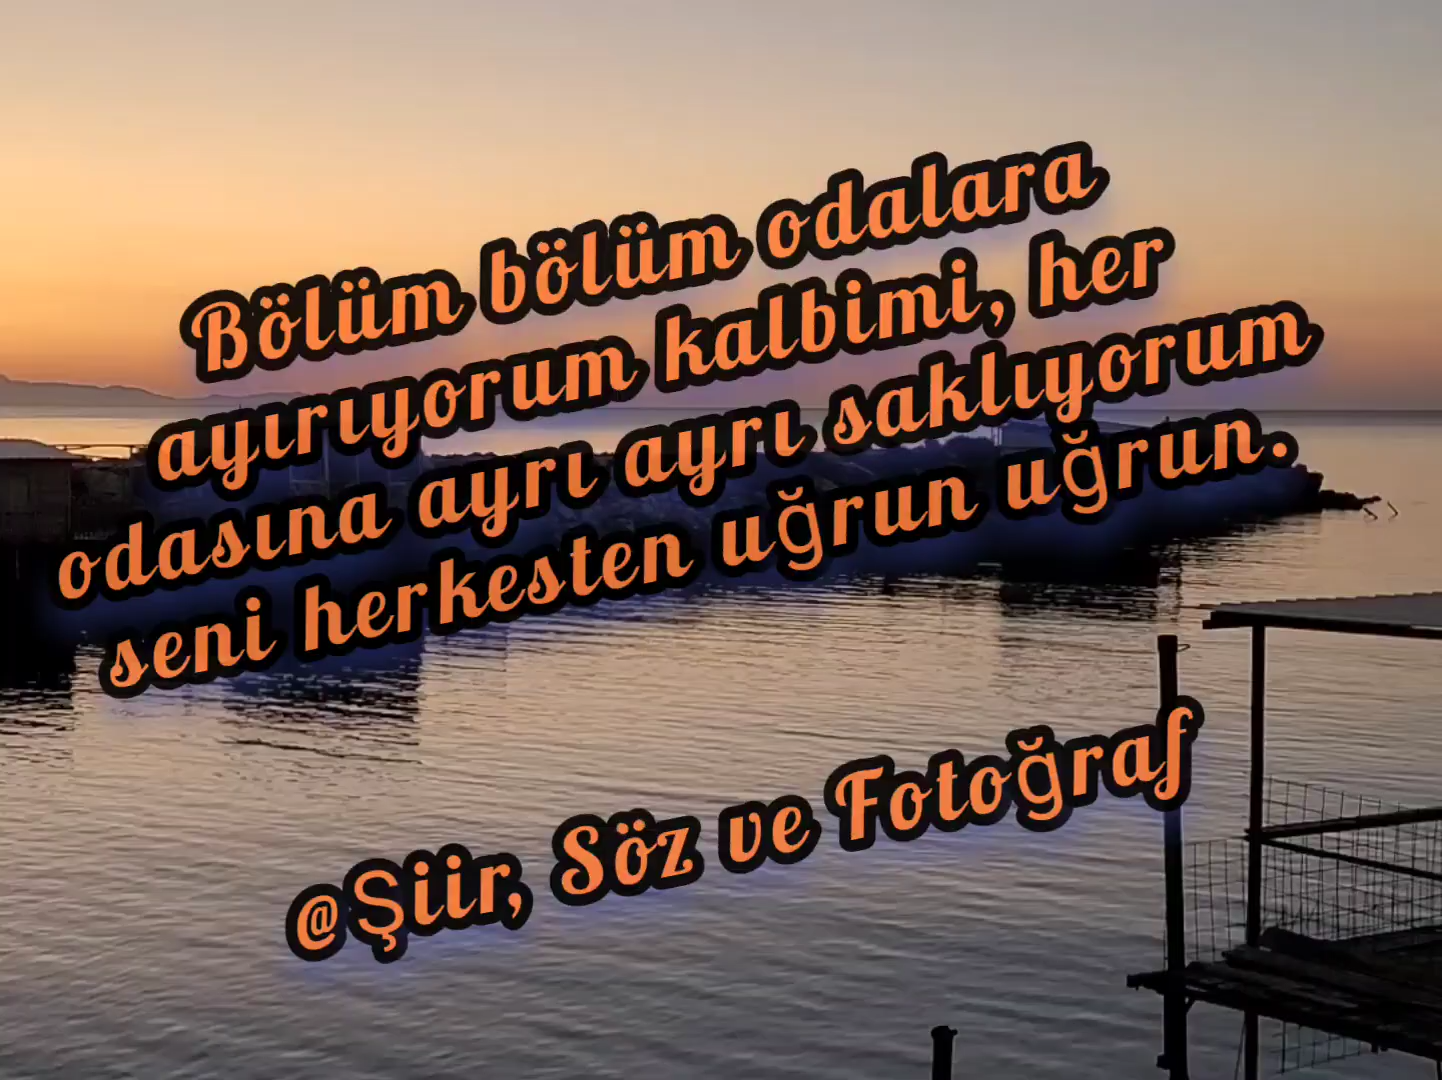 Bölüm bölüm odalara
ayırıyorum kalbimi, her
odasına ayrı ayrı saklıyorum
seni herkesten uğrun uğrun.
@Şiir, Söz ve Fotoğraf